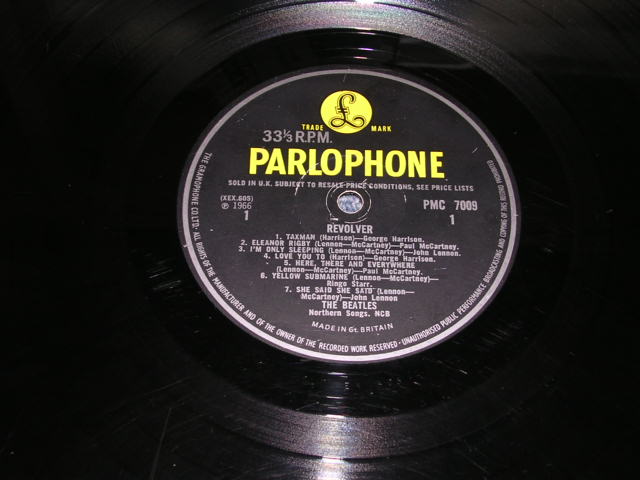 £
TRADE MARK
33⅓ R.P.M.
PARLOPHONE
SOLD IN U.K. SUBJECT TO RESALE PRICE CONDITIONS, SEE PRICE LISTS
(XEX.605)
℗ 1966
1
PMC 7009
1
REVOLVER
1. TAXMAN (Harrison)—George Harrison.
2. ELEANOR RIGBY (Lennon—McCartney)—Paul McCartney.
3. I'M ONLY SLEEPING (Lennon—McCartney)—John Lennon.
4. LOVE YOU TO (Harrison)—George Harrison.
5. HERE, THERE AND EVERYWHERE
(Lennon—McCartney)—Paul McCartney.
6. YELLOW SUBMARINE (Lennon—McCartney)—
Ringo Starr.
7. SHE SAID SHE SAID (Lennon—
McCartney)—John Lennon
THE BEATLES
Northern Songs. NCB
MADE IN Gt. BRITAIN
THE GRAMOPHONE CO. LTD. ALL RIGHTS OF THE MANUFACTURER AND OF THE OWNER OF THE RECORDED WORK RESERVED · UNAUTHORISED PUBLIC PERFORMANCE BROADCASTING AND COPYING OF THIS RECORD PROHIBITED